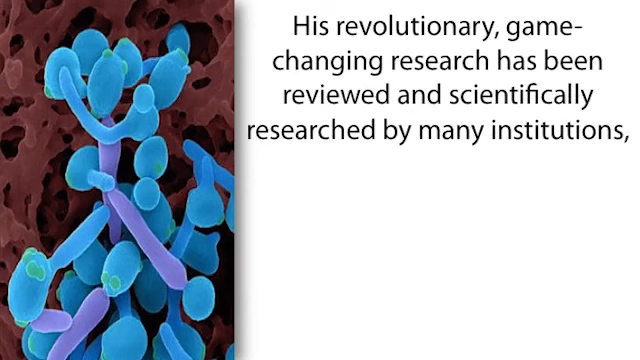 His revolutionary, game-
changing research has been
reviewed and scientifically
researched by many institutions,